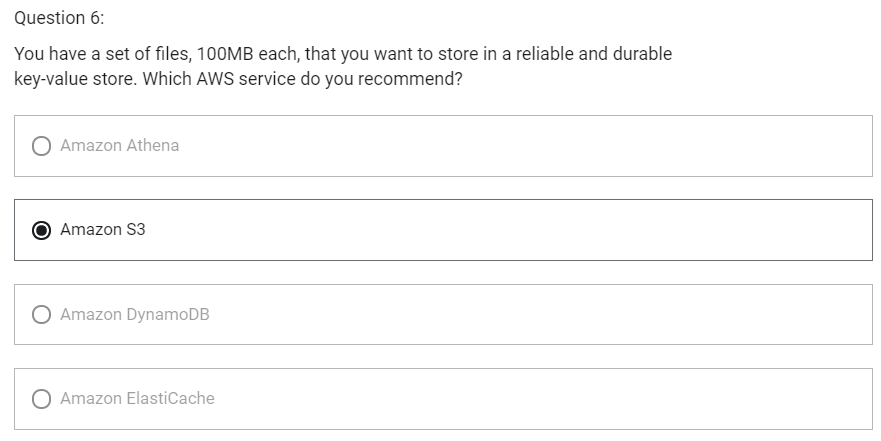 Question 6:
You have a set of files, 100MB each, that you want to store in a reliable and durable
key-value store. Which AWS service do you recommend?
Amazon Athena
Amazon S3
Amazon DynamoDB
Amazon ElastiCache